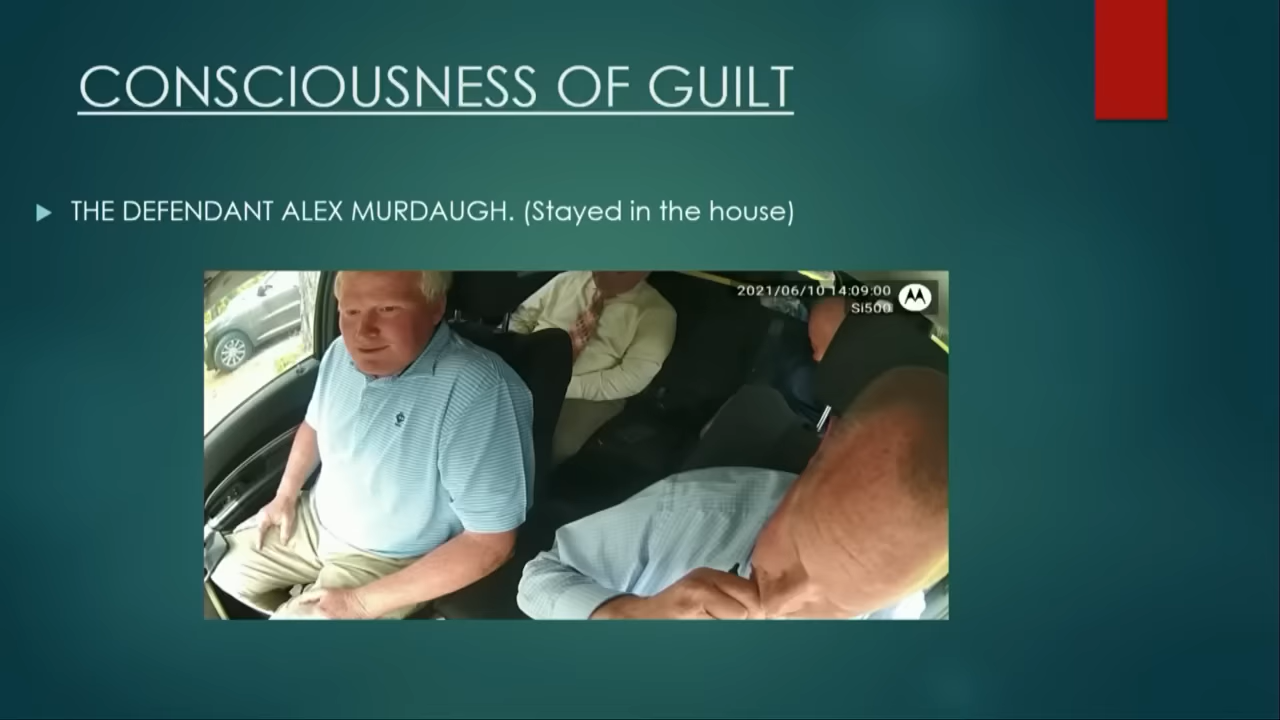 CONSCIOUSNESS OF GUILT
THE DEFENDANT ALEX MURDAUGH. (Stayed in the house)
2021/06/10 14:09:00
Si500